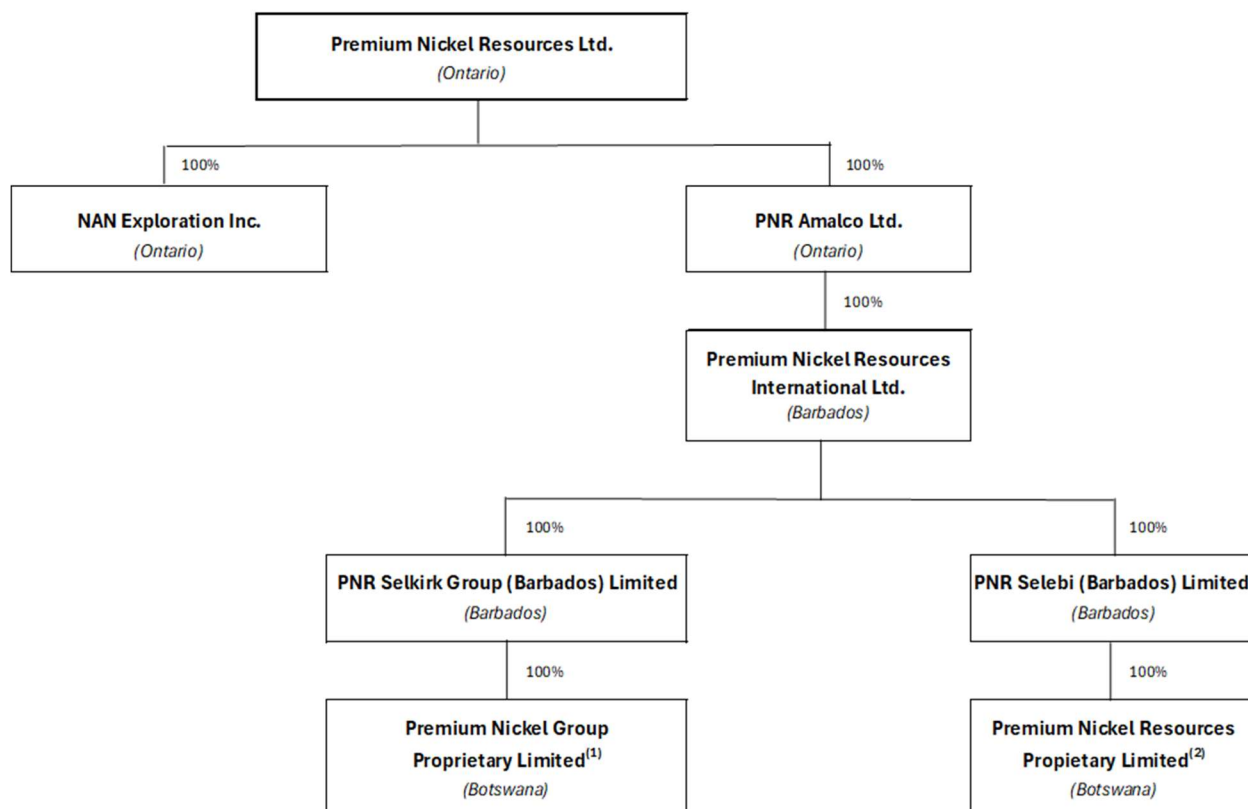 Premium Nickel Resources Ltd.
(Ontario)
100%
100%
NAN Exploration Inc.
(Ontario)
PNR Amalco Ltd.
(Ontario)
100%
Premium Nickel Resources
International Ltd.
(Barbados)
100%
100%
PNR Selkirk Group (Barbados) Limited
(Barbados)
PNR Selebi (Barbados) Limited
(Barbados)
100%
100%
Premium Nickel Group
Proprietary Limited(1)
(Botswana)
Premium Nickel Resources
Propietary Limited(2)
(Botswana)